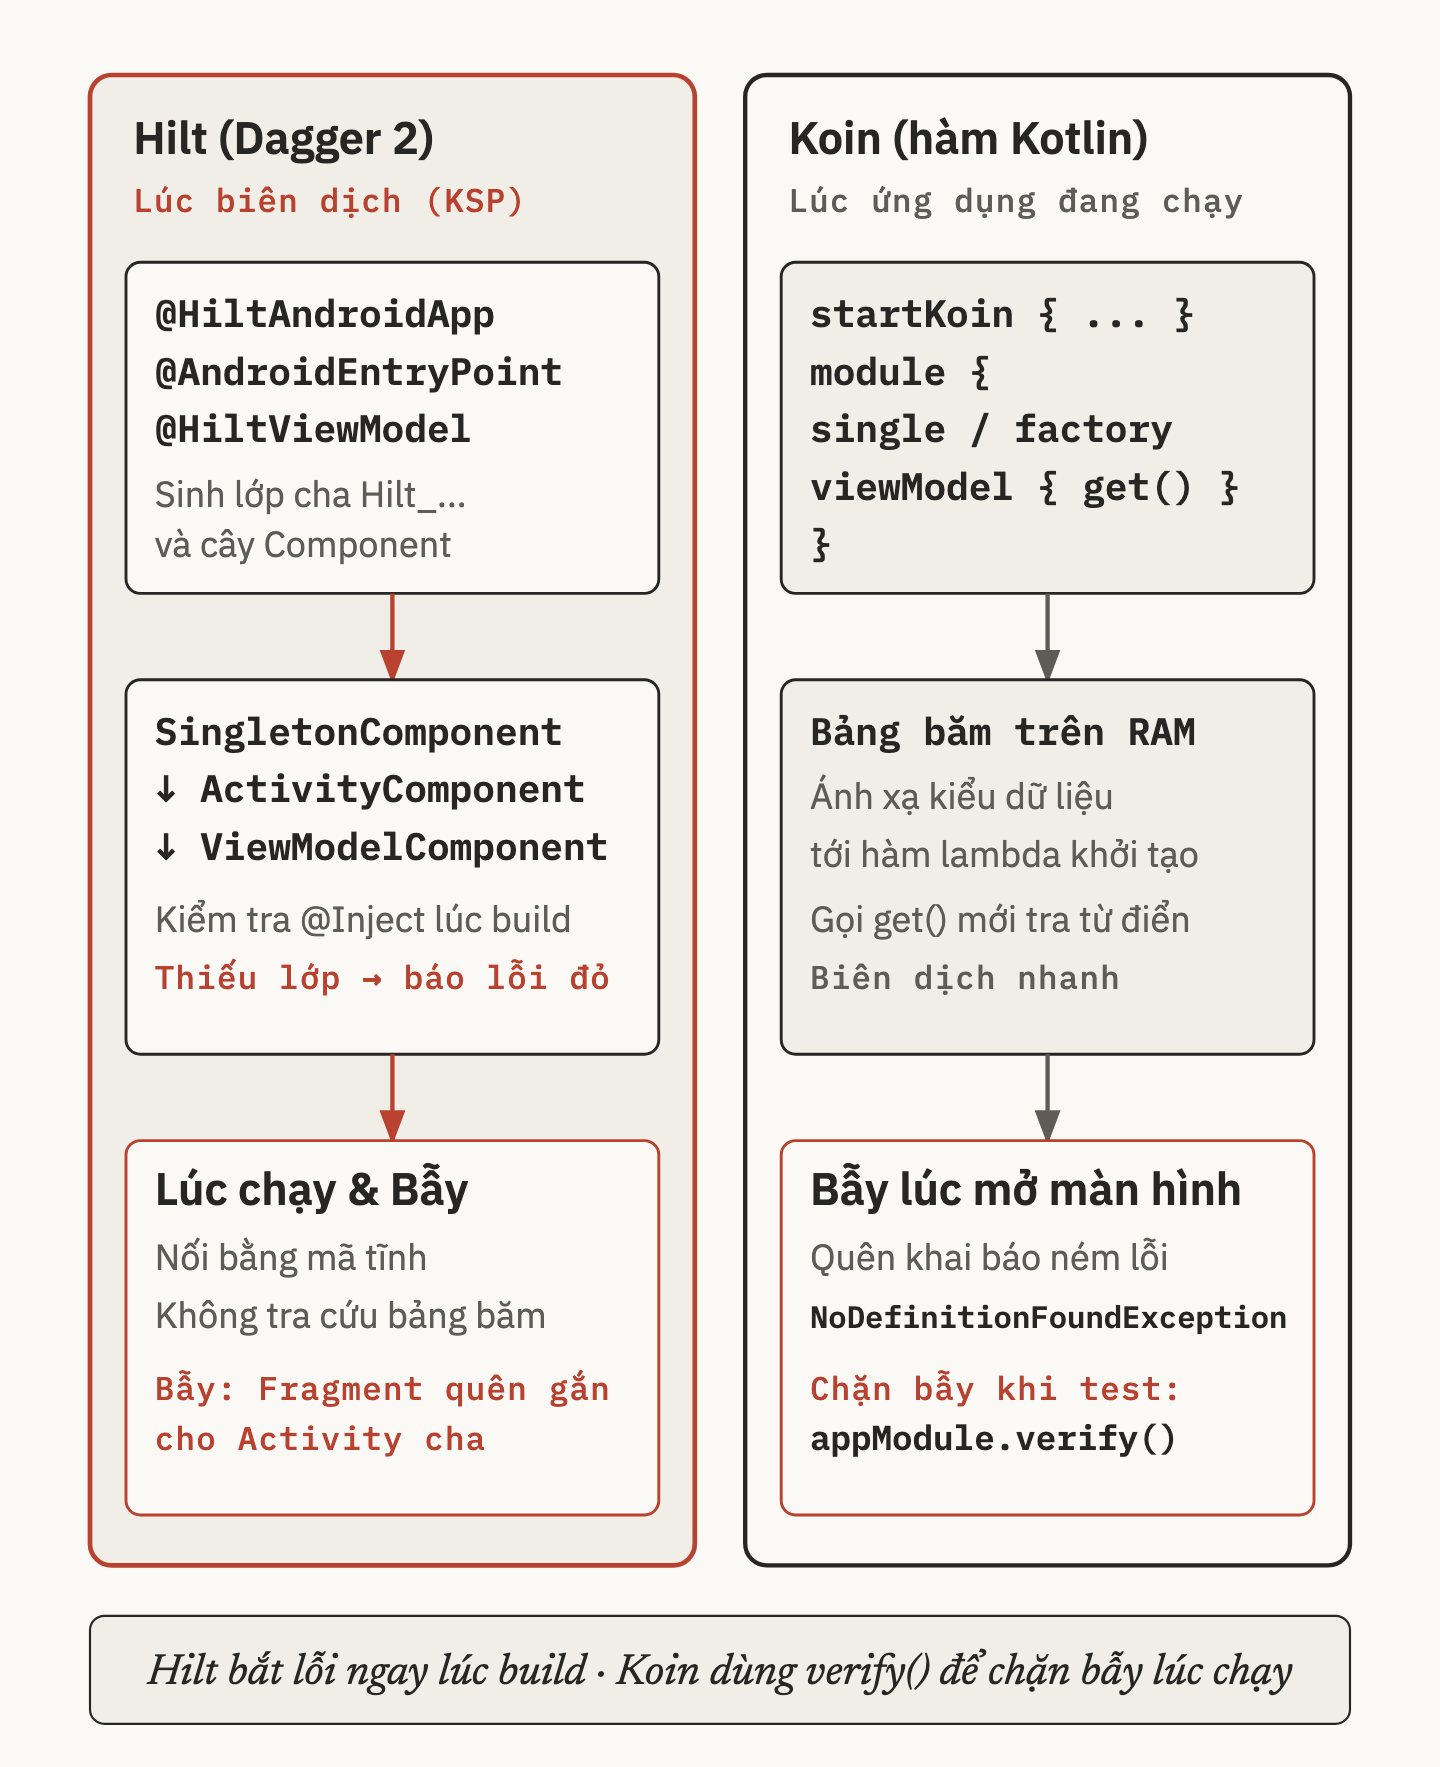 Hilt (Dagger 2)
Lúc biên dịch (KSP)
@HiltAndroidApp
@AndroidEntryPoint
@HiltViewModel
Sinh lớp cha Hilt_...
và cây Component
SingletonComponent
↓ ActivityComponent
↓ ViewModelComponent
Kiểm tra @Inject lúc build
Thiếu lớp → báo lỗi đỏ
Lúc chạy & Bẫy
Nối bằng mã tĩnh
Không tra cứu bảng băm
Bẫy: Fragment quên gắn
cho Activity cha
Koin (hàm Kotlin)
Lúc ứng dụng đang chạy
startKoin { ... }
module {
single / factory
viewModel { get() }
}
Bảng băm trên RAM
Ánh xạ kiểu dữ liệu
tới hàm lambda khởi tạo
Gọi get() mới tra từ điển
Biên dịch nhanh
Bẫy lúc mở màn hình
Quên khai báo ném lỗi
NoDefinitionFoundException
Chặn bẫy khi test:
appModule.verify()
Hilt bắt lỗi ngay lúc build · Koin dùng verify() để chặn bẫy lúc chạy